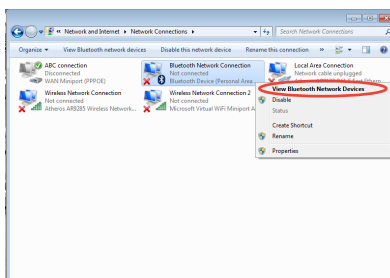 « Network and Internet ▸ Network Connections ▸
Search Network Connections
Organize ▾ View Bluetooth network devices Disable this network device Rename this connection »
ABC connection
Disconnected
WAN Miniport (PPPOE)
Bluetooth Network Connection
Not connected
Bluetooth Device (Personal Area ...
Local Area Connection
Network cable unplugged
Wireless Network Connection
Not connected
Atheros AR9285 Wireless Network...
Wireless Network Connection 2
Not connected
Microsoft Virtual WiFi Miniport A
View Bluetooth Network Devices
Disable
Status
Create Shortcut
Rename
Properties